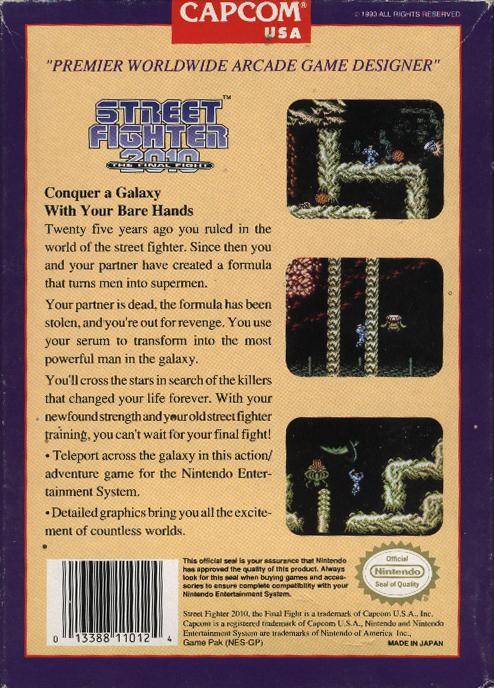 CAPCOM®
USA
© 1990 ALL RIGHTS RESERVED
"PREMIER WORLDWIDE ARCADE GAME DESIGNER"
STREET™
FIGHTER
2010
THE FINAL FIGHT
Conquer a Galaxy
With Your Bare Hands
Twenty five years ago you ruled in the
world of the street fighter. Since then you
and your partner have created a formula
that turns men into supermen.
Your partner is dead, the formula has been
stolen, and you're out for revenge. You use
your serum to transform into the most
powerful man in the galaxy.
You'll cross the stars in search of the killers
that changed your life forever. With your
newfound strength and your old street fighter
training, you can't wait for your final fight!
• Teleport across the galaxy in this action/
adventure game for the Nintendo Enter-
tainment System.
• Detailed graphics bring you all the excite-
ment of countless worlds.
This official seal is your assurance that Nintendo
has approved the quality of this product. Always
look for this seal when buying games and acces-
sories to ensure complete compatibility with your
Nintendo Entertainment System.
Official
Nintendo
Seal of Quality
Street Fighter 2010, the Final Fight is a trademark of Capcom U.S.A., Inc.
Capcom is a registered trademark of Capcom U.S.A., Nintendo and Nintendo
Entertainment System are trademarks of Nintendo of America Inc.,
Game Pak (NES-GP)
MADE IN JAPAN
0 13388 11012 4